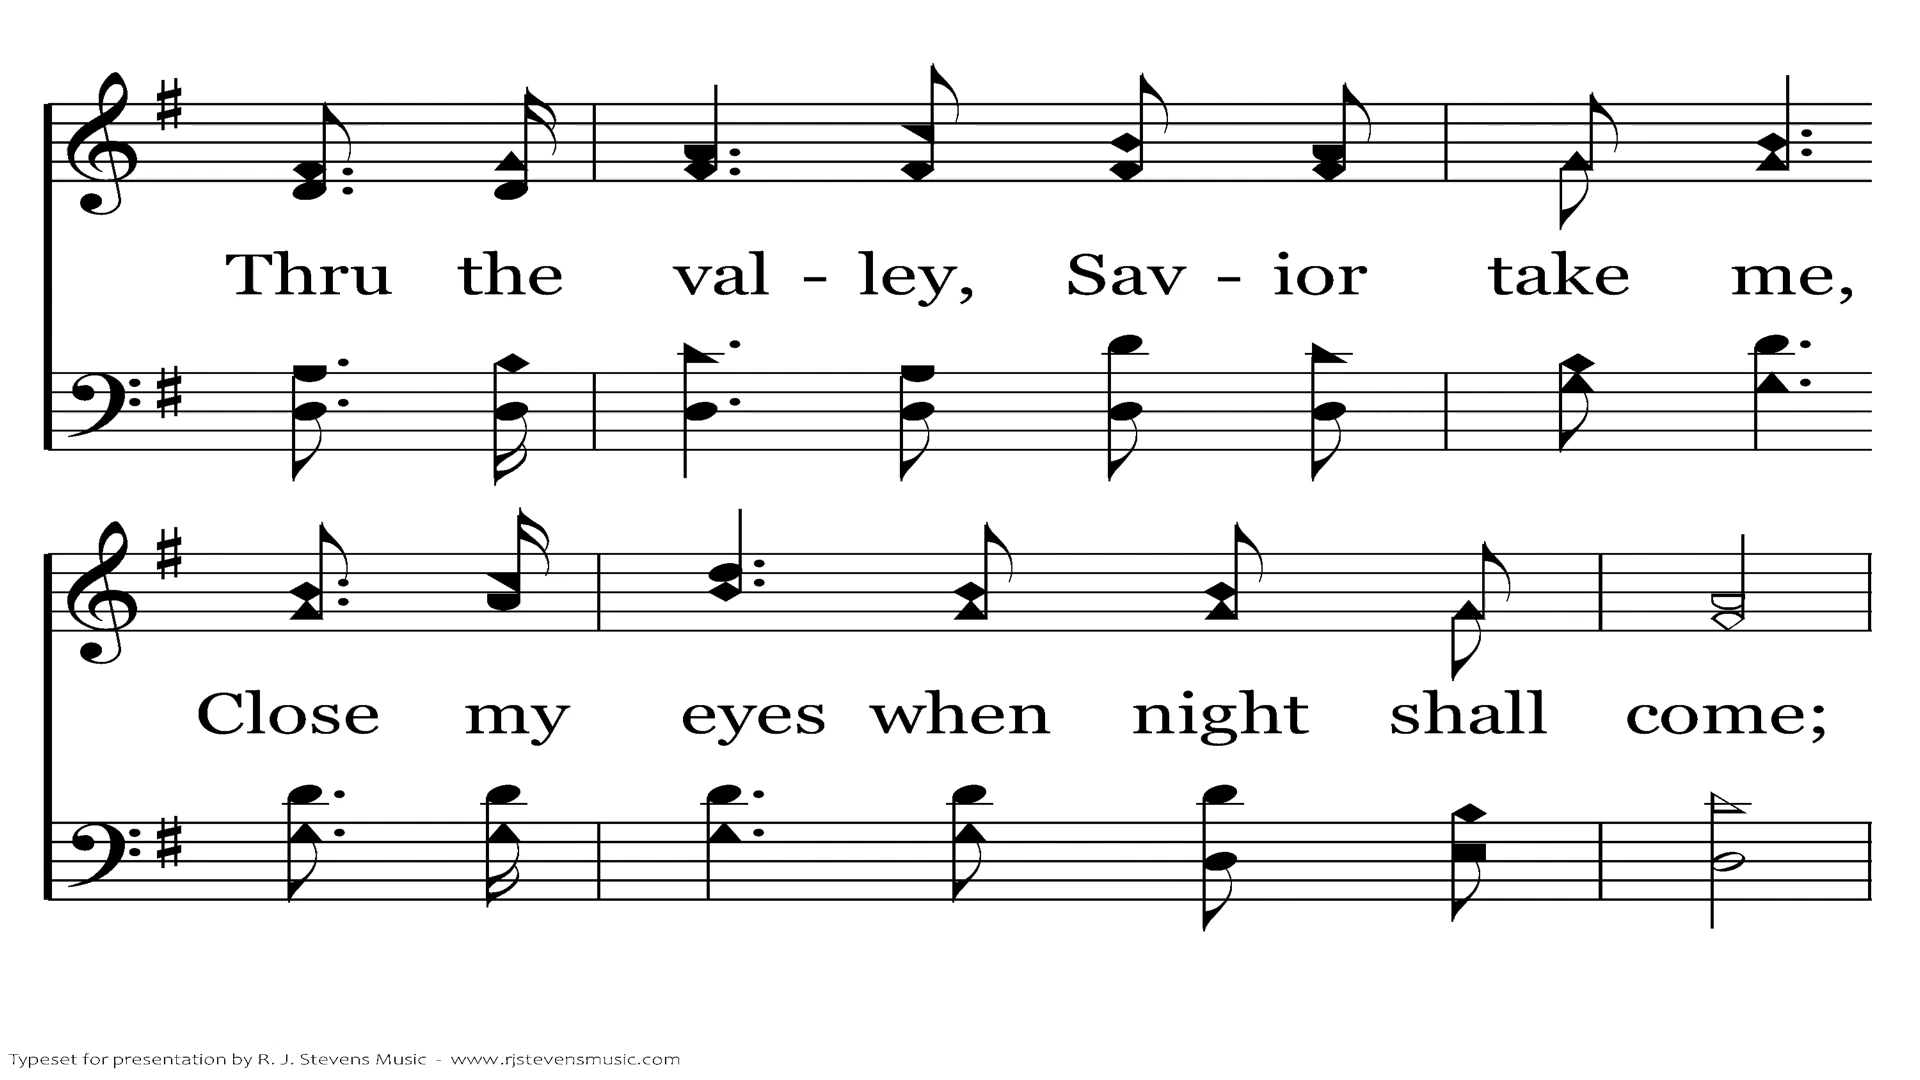 Thru the val - ley, Sav - ior take me,
Close my eyes when night shall come;
Typeset for presentation by R. J. Stevens Music - www.rjstevensmusic.com